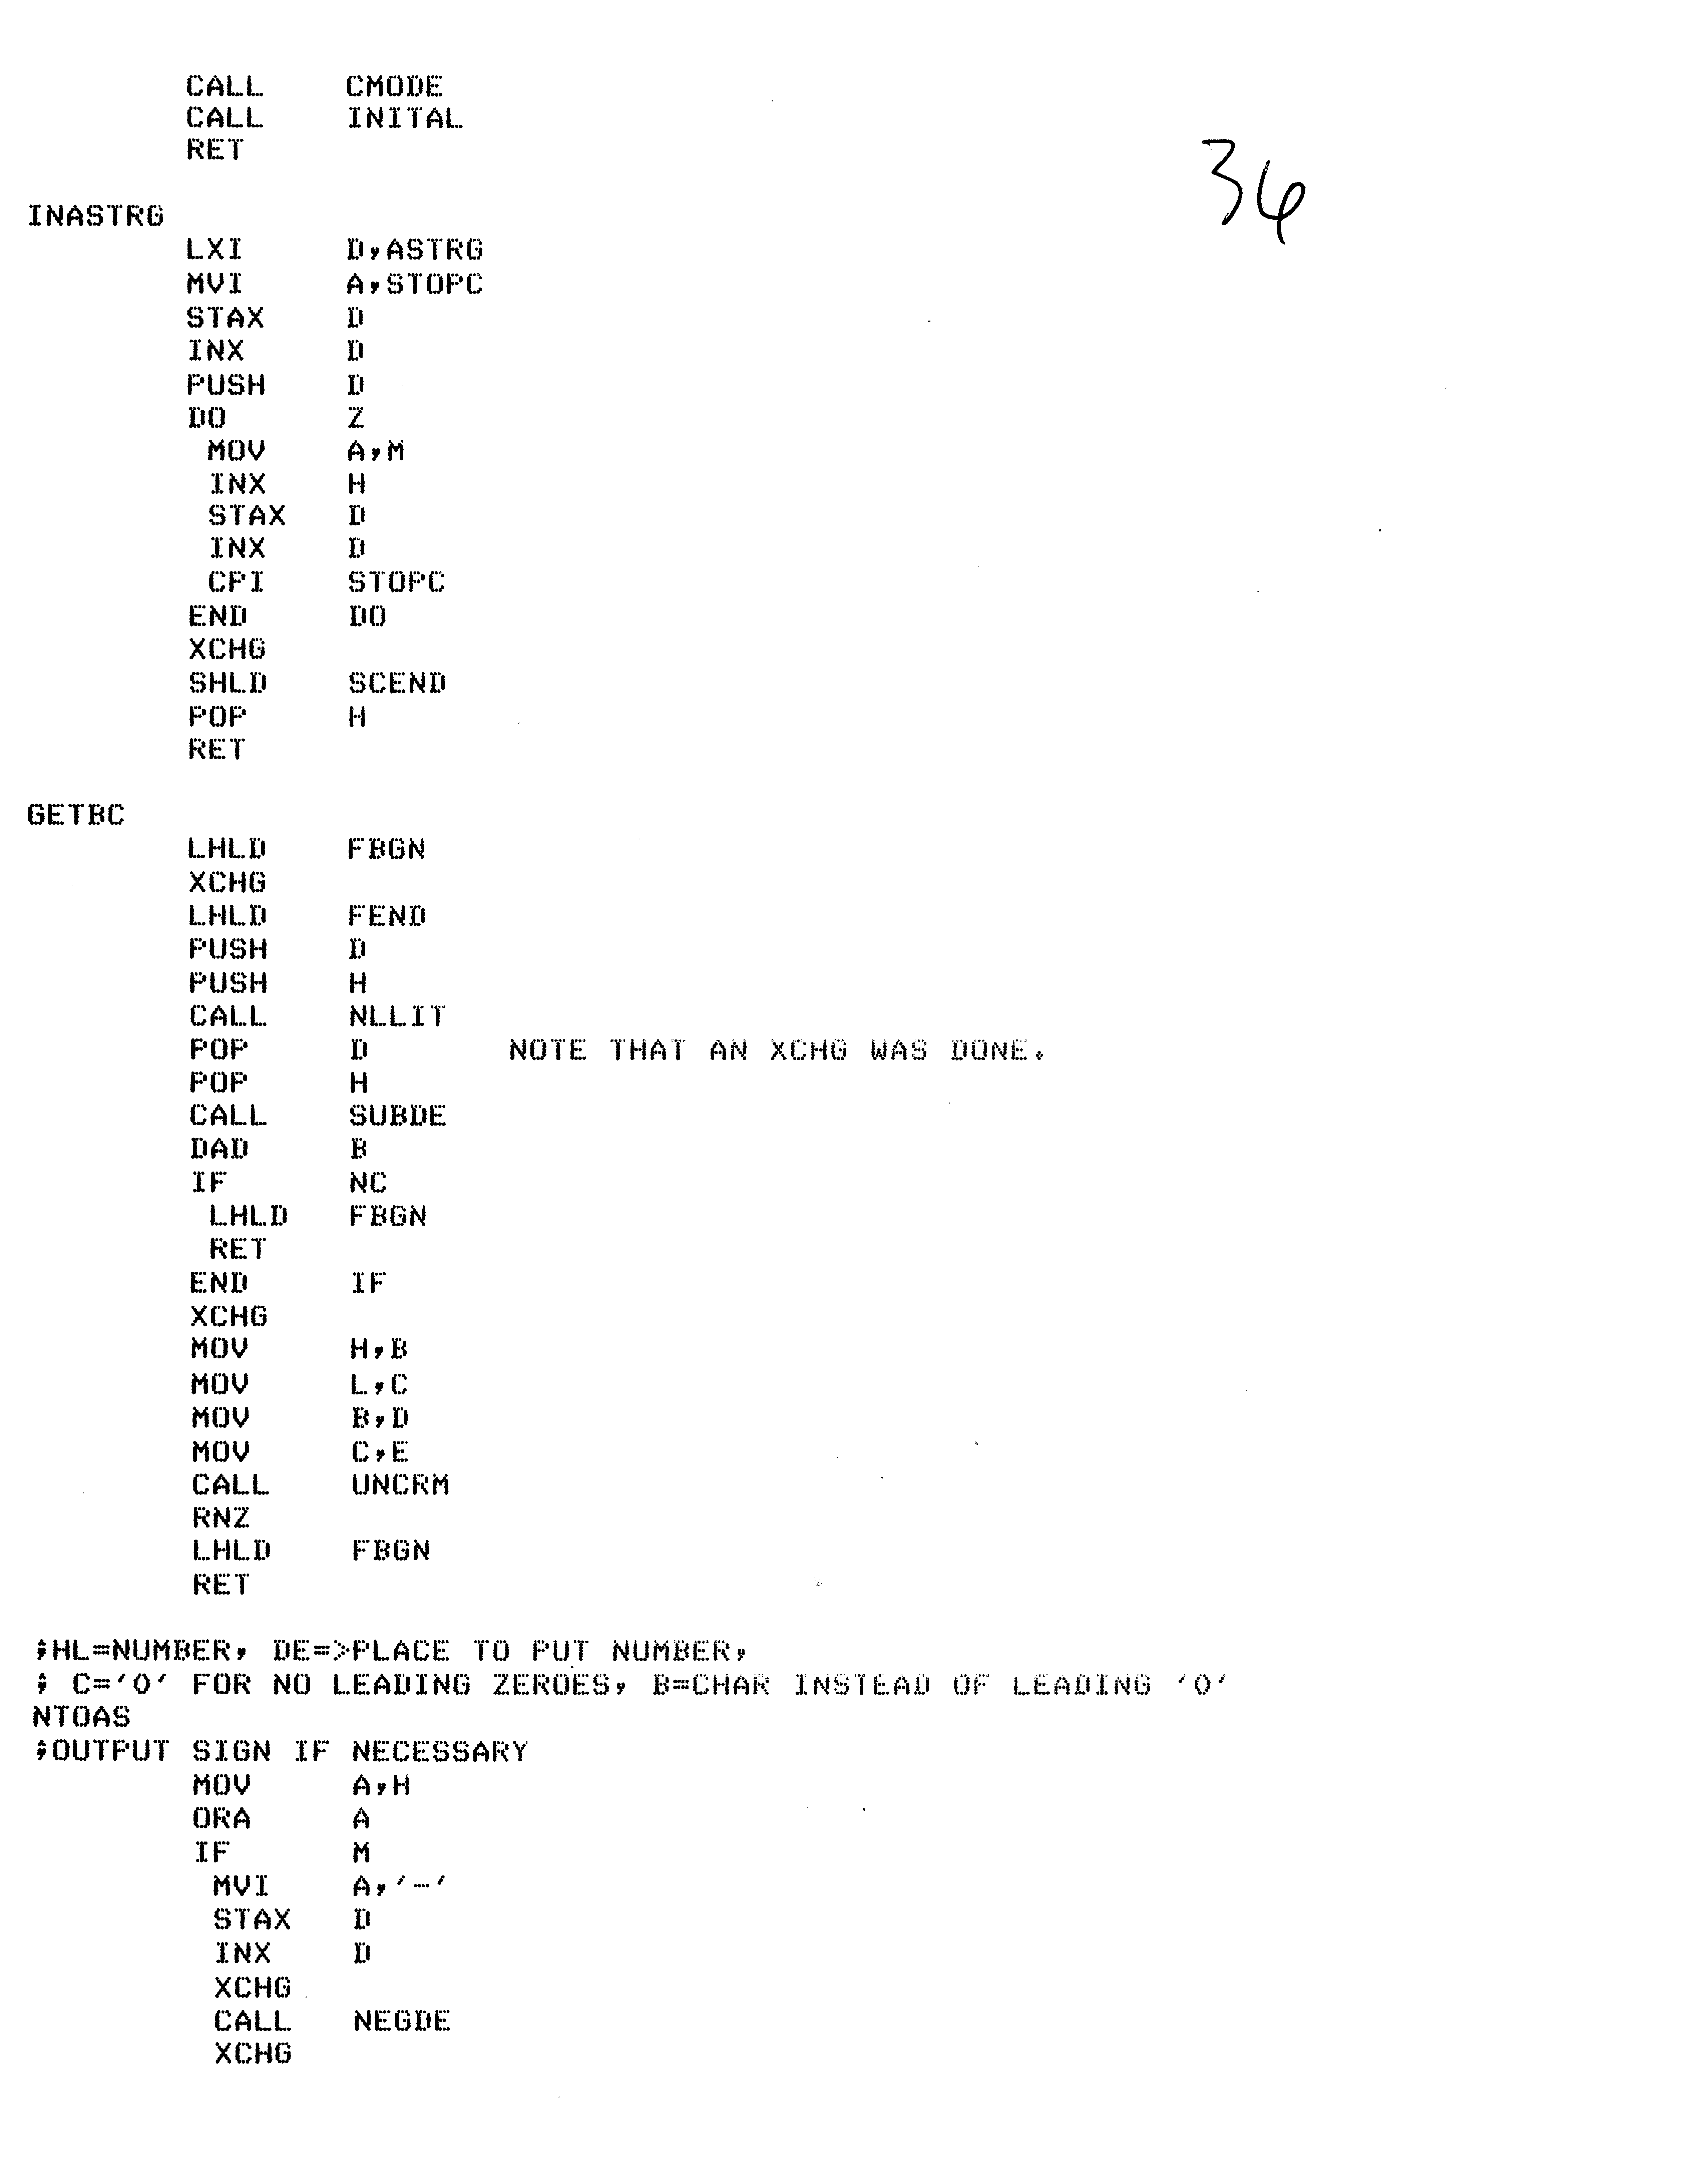 CALL CMODE
CALL INITAL
RET
36
INASTRG
LXI D,ASTRG
MVI A,STOPC
STAX D
INX D
PUSH D
DO Z
MOV A,M
INX H
STAX D
INX D
CPI STOPC
END DO
XCHG
SHLD SCEND
POP H
RET
GETBC
LHLD FBGN
XCHG
LHLD FEND
PUSH D
PUSH H
CALL NLLIT
POP D NOTE THAT AN XCHG WAS DONE.
POP H
CALL SUBDE
DAD B
IF NC
LHLD FBGN
RET
END IF
XCHG
MOV H,B
MOV L,C
MOV B,D
MOV C,E
CALL UNCRM
RNZ
LHLD FBGN
RET
;HL=NUMBER, DE=>PLACE TO PUT NUMBER,
; C='0' FOR NO LEADING ZEROES, B=CHAR INSTEAD OF LEADING '0'
NTOAS
;OUTPUT SIGN IF NECESSARY
MOV A,H
ORA A
IF M
MVI A,'-'
STAX D
INX D
XCHG
CALL NEGDE
XCHG